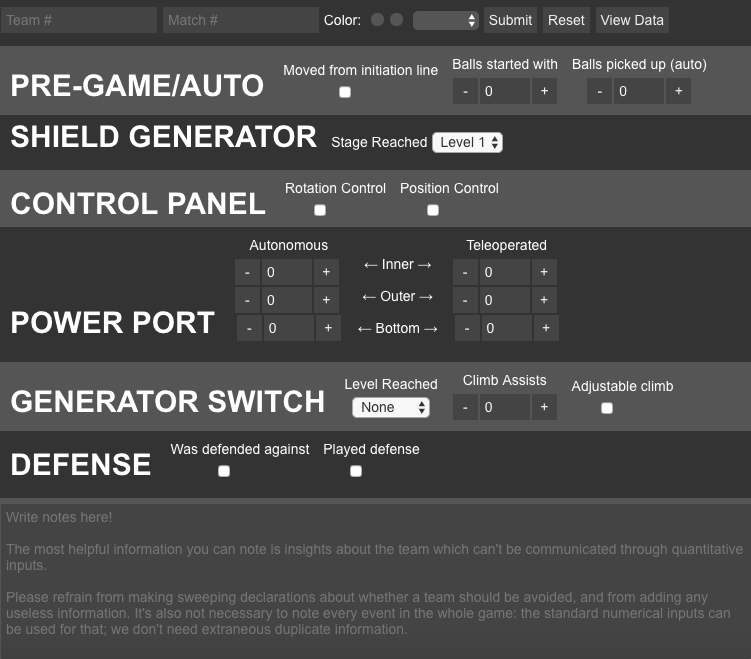 Team # Match # Color: Submit Reset View Data
PRE-GAME/AUTO Moved from initiation line Balls started with Balls picked up (auto)
- 0 + - 0 +
SHIELD GENERATOR Stage Reached Level 1
CONTROL PANEL Rotation Control Position Control
POWER PORT
Autonomous Teleoperated
- 0 + ← Inner → - 0 +
- 0 + ← Outer → - 0 +
- 0 + ← Bottom → - 0 +
GENERATOR SWITCH Level Reached Climb Assists Adjustable climb
None - 0 +
DEFENSE Was defended against Played defense
Write notes here!
The most helpful information you can note is insights about the team which can't be communicated through quantitative
inputs.
Please refrain from making sweeping declarations about whether a team should be avoided, and from adding any
useless information. It's also not necessary to note every event in the whole game: the standard numerical inputs can
be used for that; we don't need extraneous duplicate information.